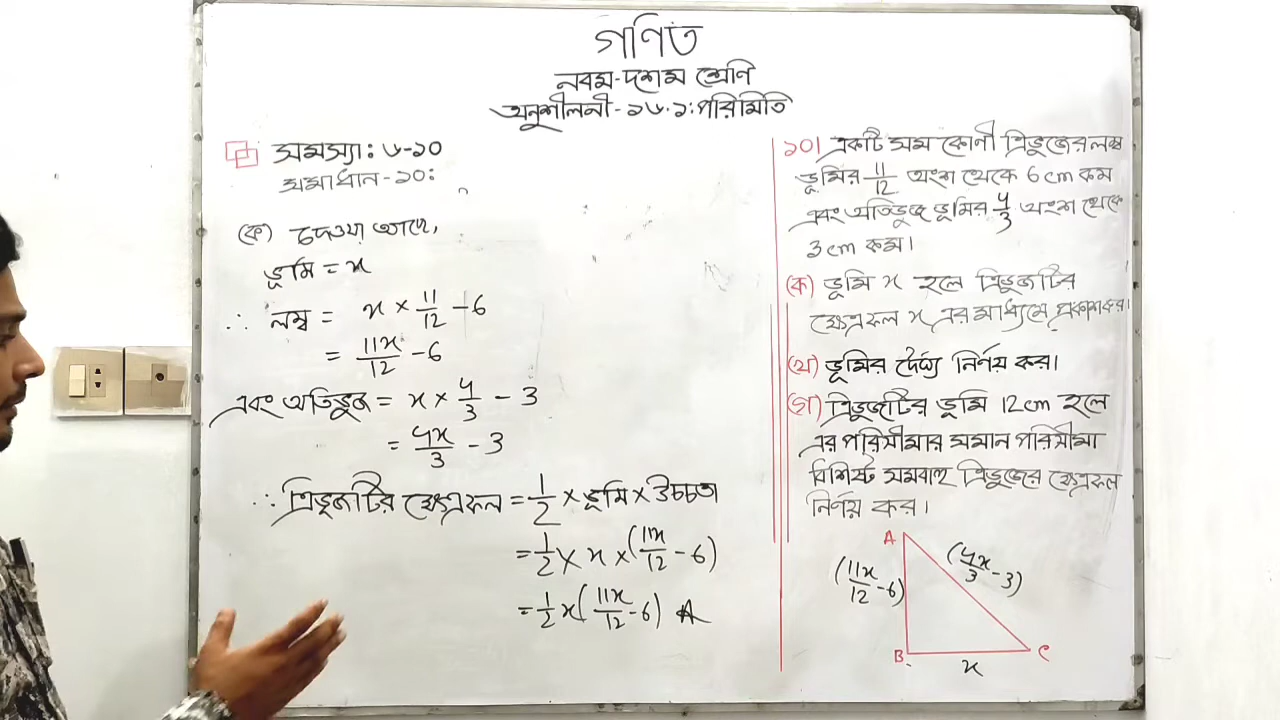 গণিত
নবম-দশম শ্রেণি
অনুশীলনী-১৬.১:পরিমিতি
সমস্যা: ৬-১০
সমাধান-১০:
(ক) দেওয়া আছে,
ভূমি = x
∴ লম্ব = x × 11/12 - 6
= 11x/12 - 6
এবং অতিভুজ = x × 4/3 - 3
= 4x/3 - 3
∴ ত্রিভুজটির ক্ষেত্রফল = 1/2 × ভূমি × উচ্চতা
= 1/2 × x × (11x/12 - 6)
= 1/2 x (11x/12 - 6) A
১০। একটি সমকোণী ত্রিভুজের লম্ব
ভূমির 11/12 অংশ থেকে 6 cm কম
এবং অতিভুজ ভূমির 4/3 অংশ থেকে
3 cm কম।
(ক) ভূমি x হলে ত্রিভুজটির
ক্ষেত্রফল x এর মাধ্যমে প্রকাশ কর।
(খ) ভূমির দৈর্ঘ্য নির্ণয় কর।
(গ) ত্রিভুজটির ভূমি 12cm হলে
এর পরিসীমার সমান পরিসীমা
বিশিষ্ট সমবাহু ত্রিভুজের ক্ষেত্রফল
নির্ণয় কর।
A
(11x/12 - 6)
(4x/3 - 3)
B
C
x